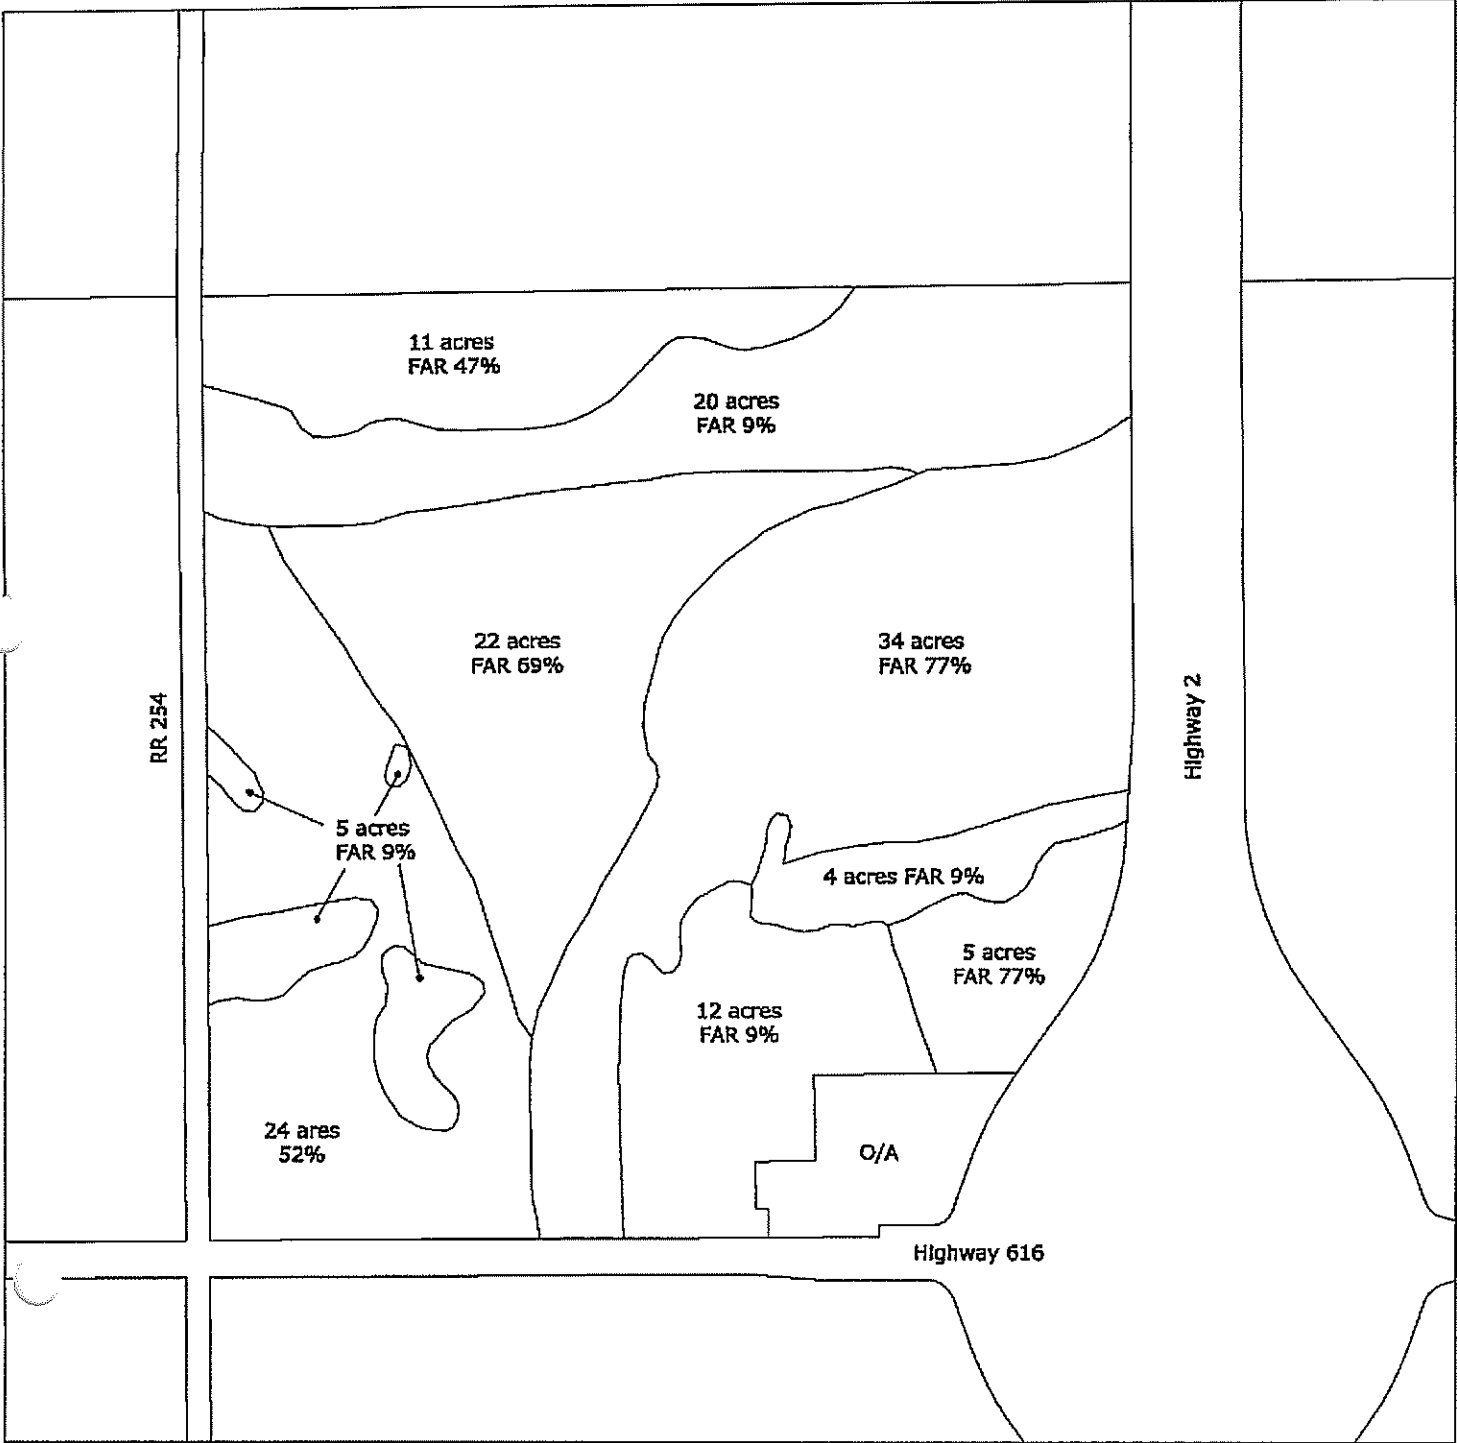 11 acres
FAR 47%
20 acres
FAR 9%
22 acres
FAR 69%
34 acres
FAR 77%
RR 254
Highway 2
5 acres
FAR 9%
4 acres FAR 9%
5 acres
FAR 77%
12 acres
FAR 9%
24 ares
52%
O/A
Highway 616